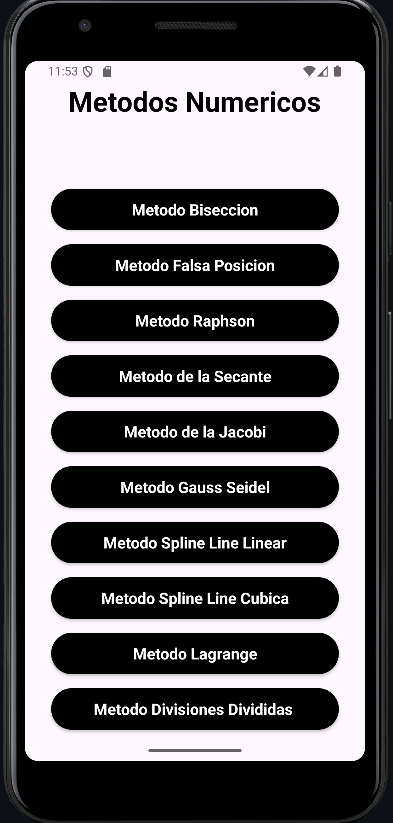 11:53
Metodos Numericos
Metodo Biseccion
Metodo Falsa Posicion
Metodo Raphson
Metodo de la Secante
Metodo de la Jacobi
Metodo Gauss Seidel
Metodo Spline Line Linear
Metodo Spline Line Cubica
Metodo Lagrange
Metodo Divisiones Divididas